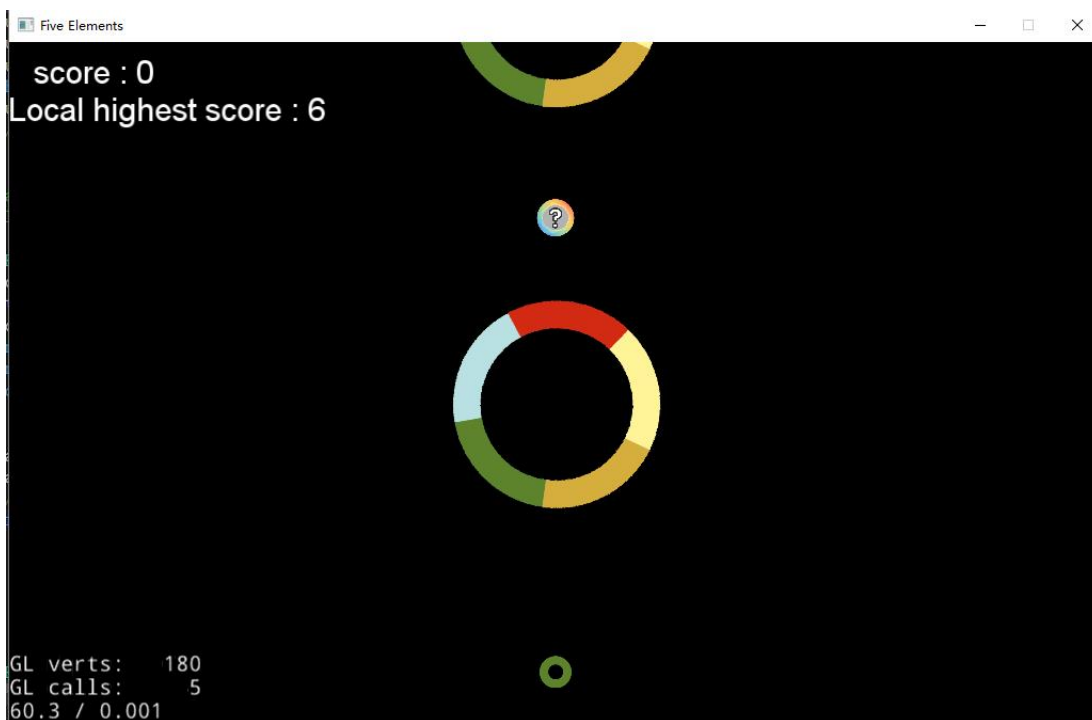 Five Elements
score : 0
Local highest score : 6
?
GL verts: 180
GL calls: 5
60.3 / 0.001